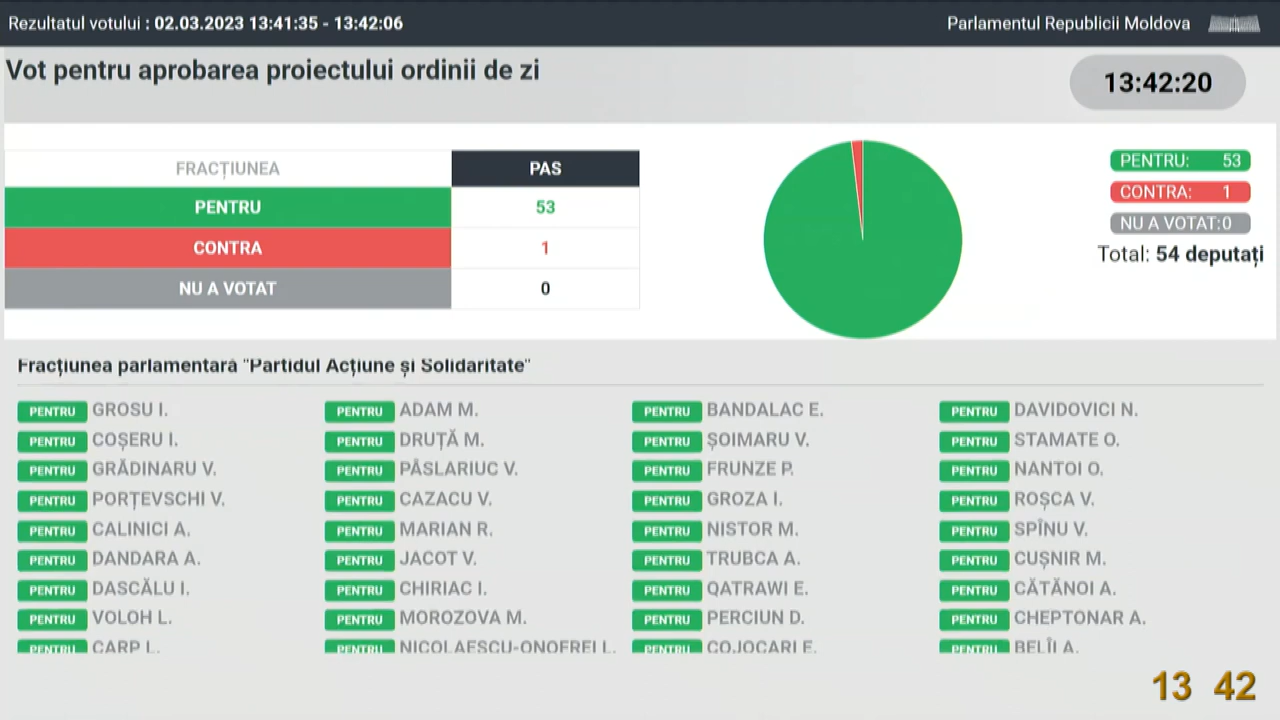 Rezultatul votului : 02.03.2023 13:41:35 - 13:42:06
Parlamentul Republicii Moldova
Vot pentru aprobarea proiectului ordinii de zi
13:42:20
FRACȚIUNEA PAS
PENTRU 53
CONTRA 1
NU A VOTAT 0
PENTRU: 53
CONTRA: 1
NU A VOTAT:0
Total: 54 deputați
Fracțiunea parlamentară "Partidul Acțiune și Solidaritate"
PENTRU GROSU I. PENTRU ADAM M. PENTRU BANDALAC E. PENTRU DAVIDOVICI N.
PENTRU COȘERU I. PENTRU DRUȚĂ M. PENTRU ȘOIMARU V. PENTRU STAMATE O.
PENTRU GRĂDINARU V. PENTRU PÂSLARIUC V. PENTRU FRUNZE P. PENTRU NANTOI O.
PENTRU PORȚEVSCHI V. PENTRU CAZACU V. PENTRU GROZA I. PENTRU ROȘCA V.
PENTRU CALINICI A. PENTRU MARIAN R. PENTRU NISTOR M. PENTRU SPÎNU V.
PENTRU DANDARA A. PENTRU JACOT V. PENTRU TRUBCA A. PENTRU CUȘNIR M.
PENTRU DASCĂLU I. PENTRU CHIRIAC I. PENTRU QATRAWI E. PENTRU CĂTĂNOI A.
PENTRU VOLOH L. PENTRU MOROZOVA M. PENTRU PERCIUN D. PENTRU CHEPTONAR A.
PENTRU CARP L. PENTRU NICOLAESCU-ONOFREI L. PENTRU COJOCARI E. PENTRU BELÎI A.
13 42